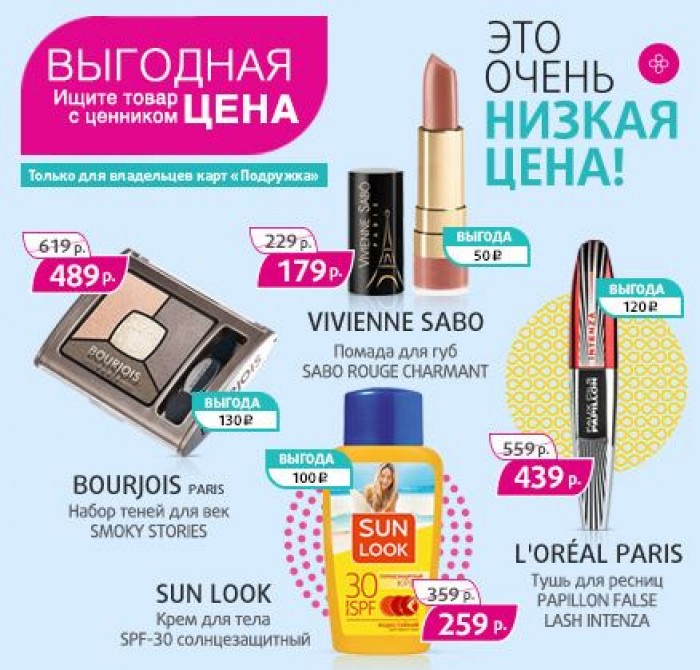 ВЫГОДНАЯ
Ищите товар
с ценником ЦЕНА
Только для владельцев карт «Подружка»
ЭТО
ОЧЕНЬ
НИЗКАЯ
ЦЕНА!
619 р.
489 р.
BOURJOIS
ВЫГОДА
130 ₽
BOURJOIS PARIS
Набор теней для век
SMOKY STORIES
229 р.
179 р.
VIVIENNE SABO
PARIS
ВЫГОДА
50 ₽
VIVIENNE SABO
Помада для губ
SABO ROUGE CHARMANT
ВЫГОДА
120 ₽
INTENZA
PAPILLON
559 р.
439 р.
L'ORÉAL PARIS
Тушь для ресниц
PAPILLON FALSE
LASH INTENZA
ВЫГОДА
100 ₽
SUN
LOOK
30
SPF
359 р.
259 р.
SUN LOOK
Крем для тела
SPF-30 солнцезащитный